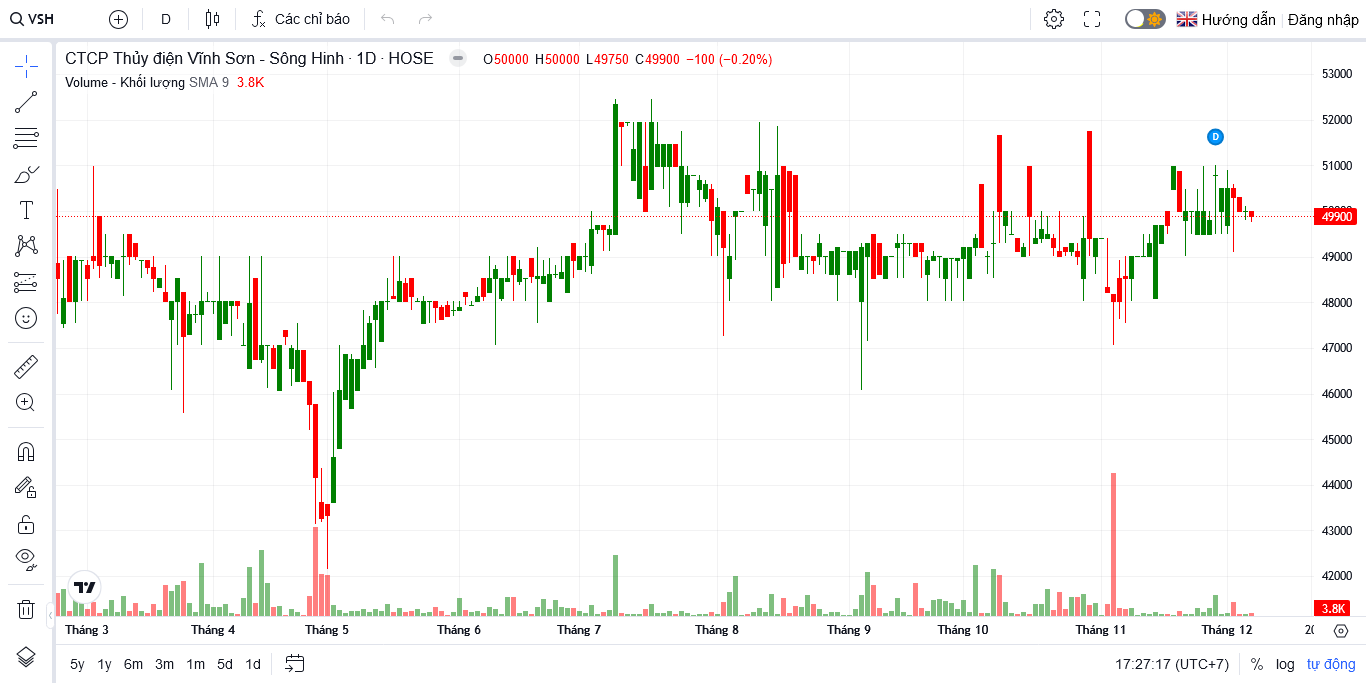 VSH D Các chỉ báo Hướng dẫn Đăng nhập
CTCP Thủy điện Vĩnh Sơn - Sông Hinh · 1D · HOSE O50000 H50000 L49750 C49900 −100 (−0.20%)
Volume - Khối lượng SMA 9 3.8K
53000
52000
D
51000
49900
49000
48000
47000
46000
45000
44000
43000
42000
3.8K
Tháng 3 Tháng 4 Tháng 5 Tháng 6 Tháng 7 Tháng 8 Tháng 9 Tháng 10 Tháng 11 Tháng 12
5y 1y 6m 3m 1m 5d 1d 17:27:17 (UTC+7) % log tự động